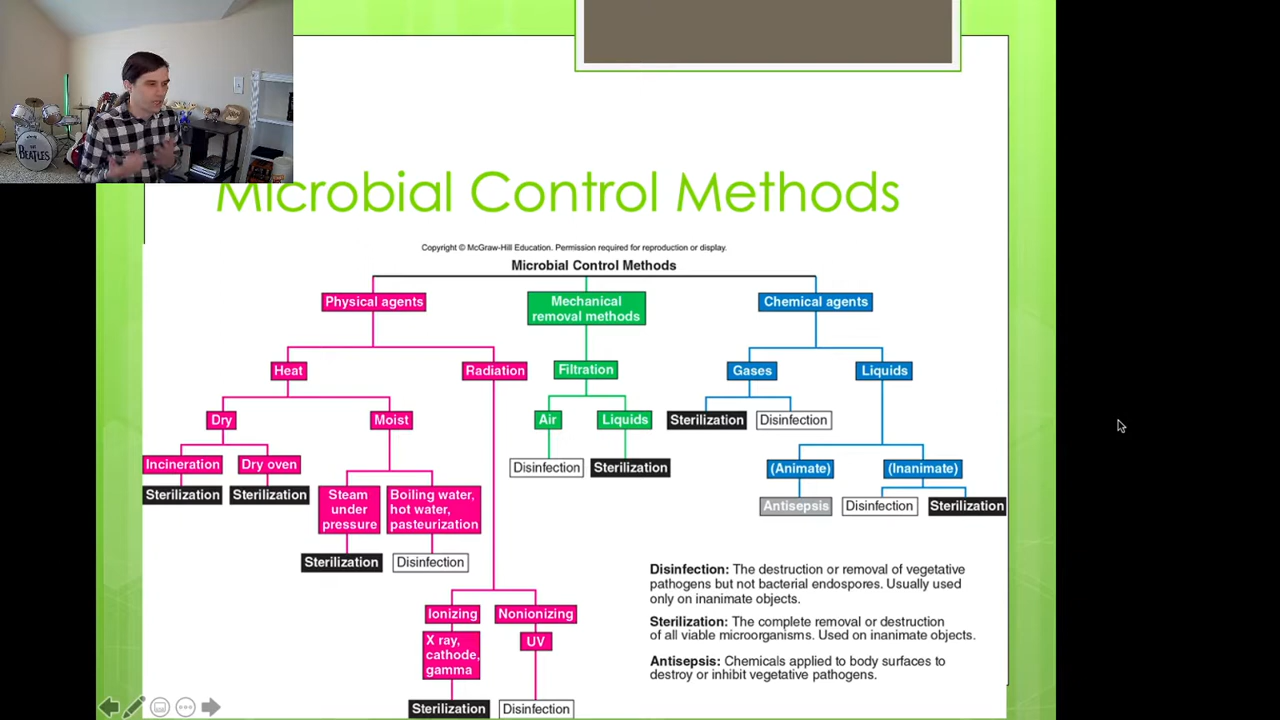 THE
BEATLES
Microbial Control Methods
Copyright © McGraw-Hill Education. Permission required for reproduction or display.
Microbial Control Methods
Physical agents
Mechanical
removal methods
Chemical agents
Heat
Radiation
Filtration
Gases
Liquids
Dry
Moist
Air
Liquids
Sterilization
Disinfection
Incineration
Dry oven
Disinfection
Sterilization
(Animate)
(Inanimate)
Sterilization
Sterilization
Steam
under
pressure
Boiling water,
hot water,
pasteurization
Antisepsis
Disinfection
Sterilization
Sterilization
Disinfection
Ionizing
Nonionizing
X ray,
cathode,
gamma
UV
Sterilization
Disinfection
Disinfection: The destruction or removal of vegetative
pathogens but not bacterial endospores. Usually used
only on inanimate objects.
Sterilization: The complete removal or destruction
of all viable microorganisms. Used on inanimate objects.
Antisepsis: Chemicals applied to body surfaces to
destroy or inhibit vegetative pathogens.